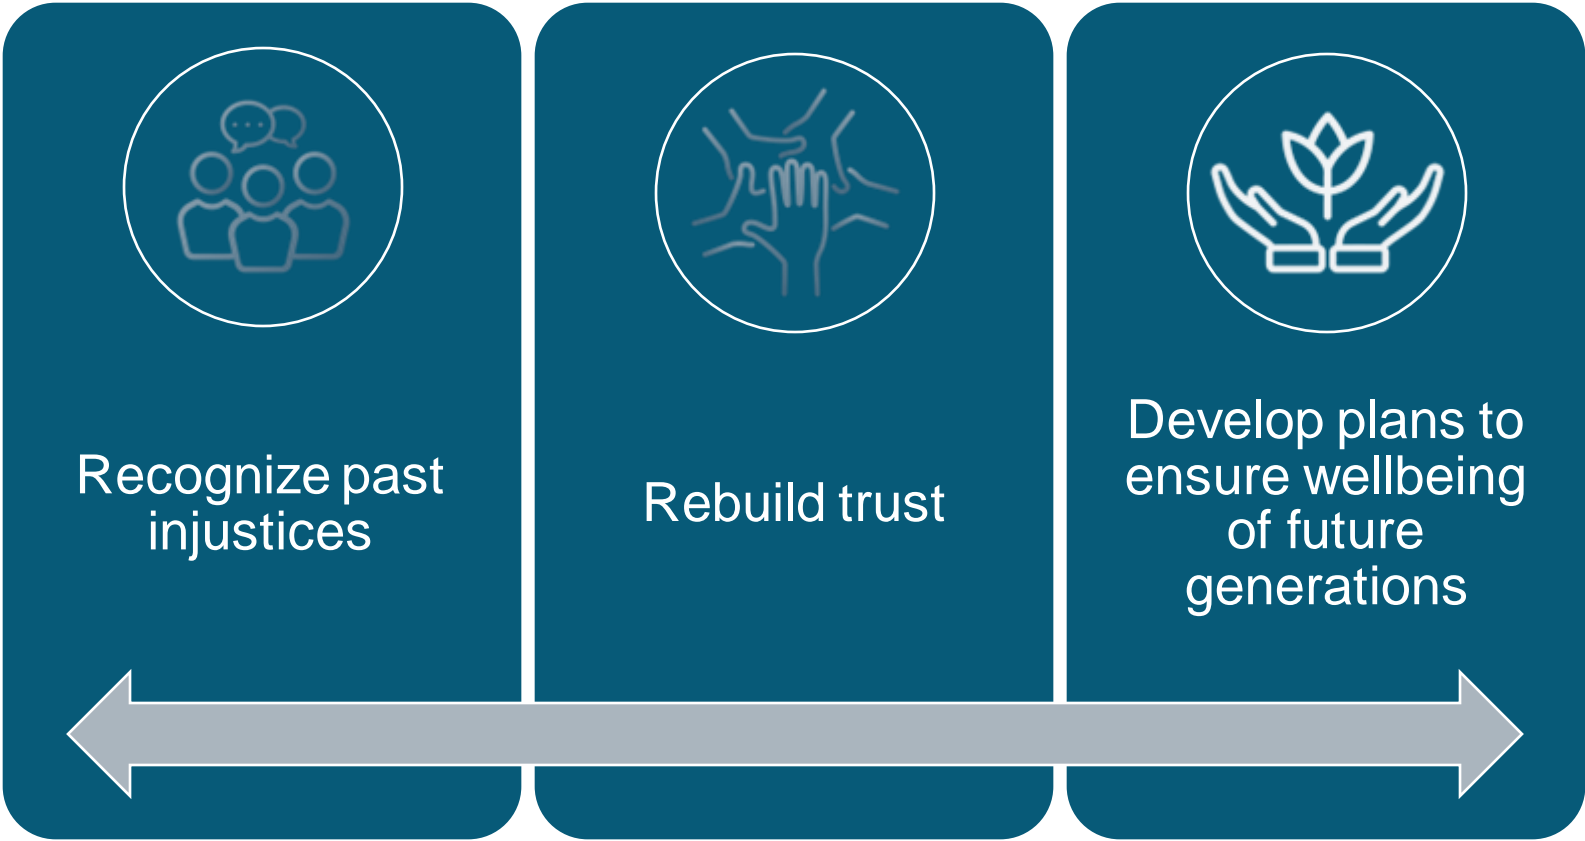 Recognize past
injustices
Rebuild trust
Develop plans to
ensure wellbeing
of future
generations